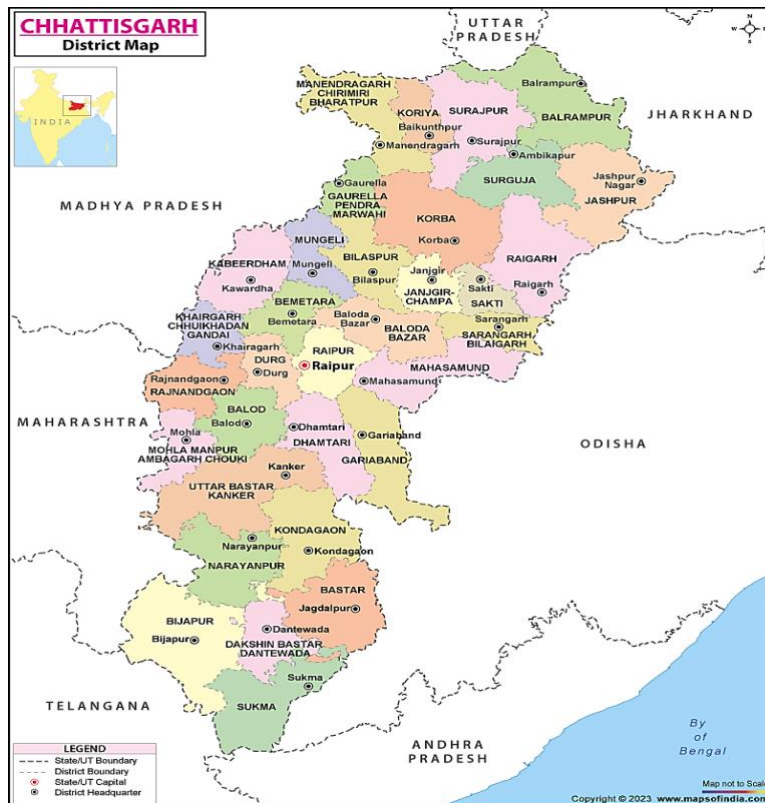 CHHATTISGARH
District Map
UTTAR
PRADESH
N
W
E
S
INDIA
MANENDRAGARH
CHIRIMIRI
BHARATPUR
KORIYA
Baikunthpur
Manendragarh
SURAJPUR
Surajpur
Balrampur
BALRAMPUR
JHARKHAND
Ambikapur
SURGUJA
Jashpur
Nagar
JASHPUR
MADHYA PRADESH
Gaurella
GAURELLA
PENDRA
MARWAHI
KORBA
Korba
MUNGELI
Mungeli
BILASPUR
Bilaspur
RAIGARH
Raigarh
KABEERDHAM
Kawardha
Janjgir
JANJGIR-
CHAMPA
Sakti
SAKTI
BEMETARA
Bemetara
Baloda
Bazar
BALODA
BAZAR
Sarangarh
SARANGARH
BILAIGARH
KHAIRGARH
CHHUIKHADAN
GANDAI
Khairagarh
DURG
Durg
RAIPUR
Raipur
MAHASAMUND
Mahasamund
Rajnandgaon
RAJNANDGAON
MAHARASHTRA
BALOD
Balod
Mohla
MOHLA MANPUR
AMBAGARH CHOUKI
Dhamtari
DHAMTARI
Gariaband
GARIABAND
ODISHA
Kanker
UTTAR BASTAR
KANKER
KONDAGAON
Kondagaon
Narayanpur
NARAYANPUR
BASTAR
Jagdalpur
BIJAPUR
Bijapur
Dantewada
DAKSHIN BASTAR
DANTEWADA
Sukma
SUKMA
TELANGANA
ANDHRA
PRADESH
By
of
Bengal
LEGEND
State/UT Boundary
District Boundary
State/UT Capital
District Headquarter
Map not to Scale
Copyright © 2023 www.mapsofindia.com